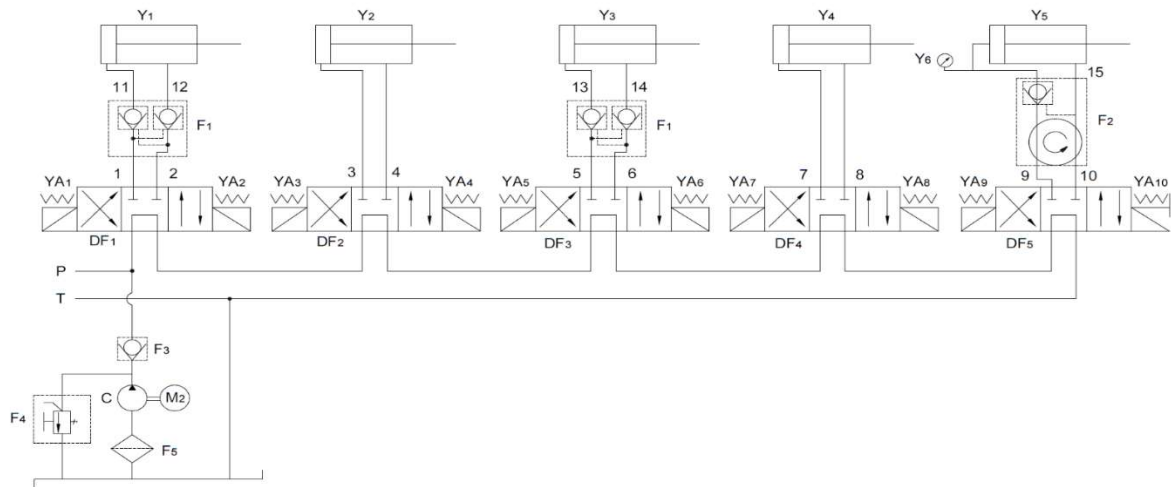 Y1 Y2 Y3 Y4 Y5
Y6
11 12 13 14 15
F1 F1 F2
1 2 3 4 5 6 7 8 9 10
YA1 YA2 YA3 YA4 YA5 YA6 YA7 YA8 YA9 YA10
DF1 DF2 DF3 DF4 DF5
P
T
F3
C M2
F4
F5